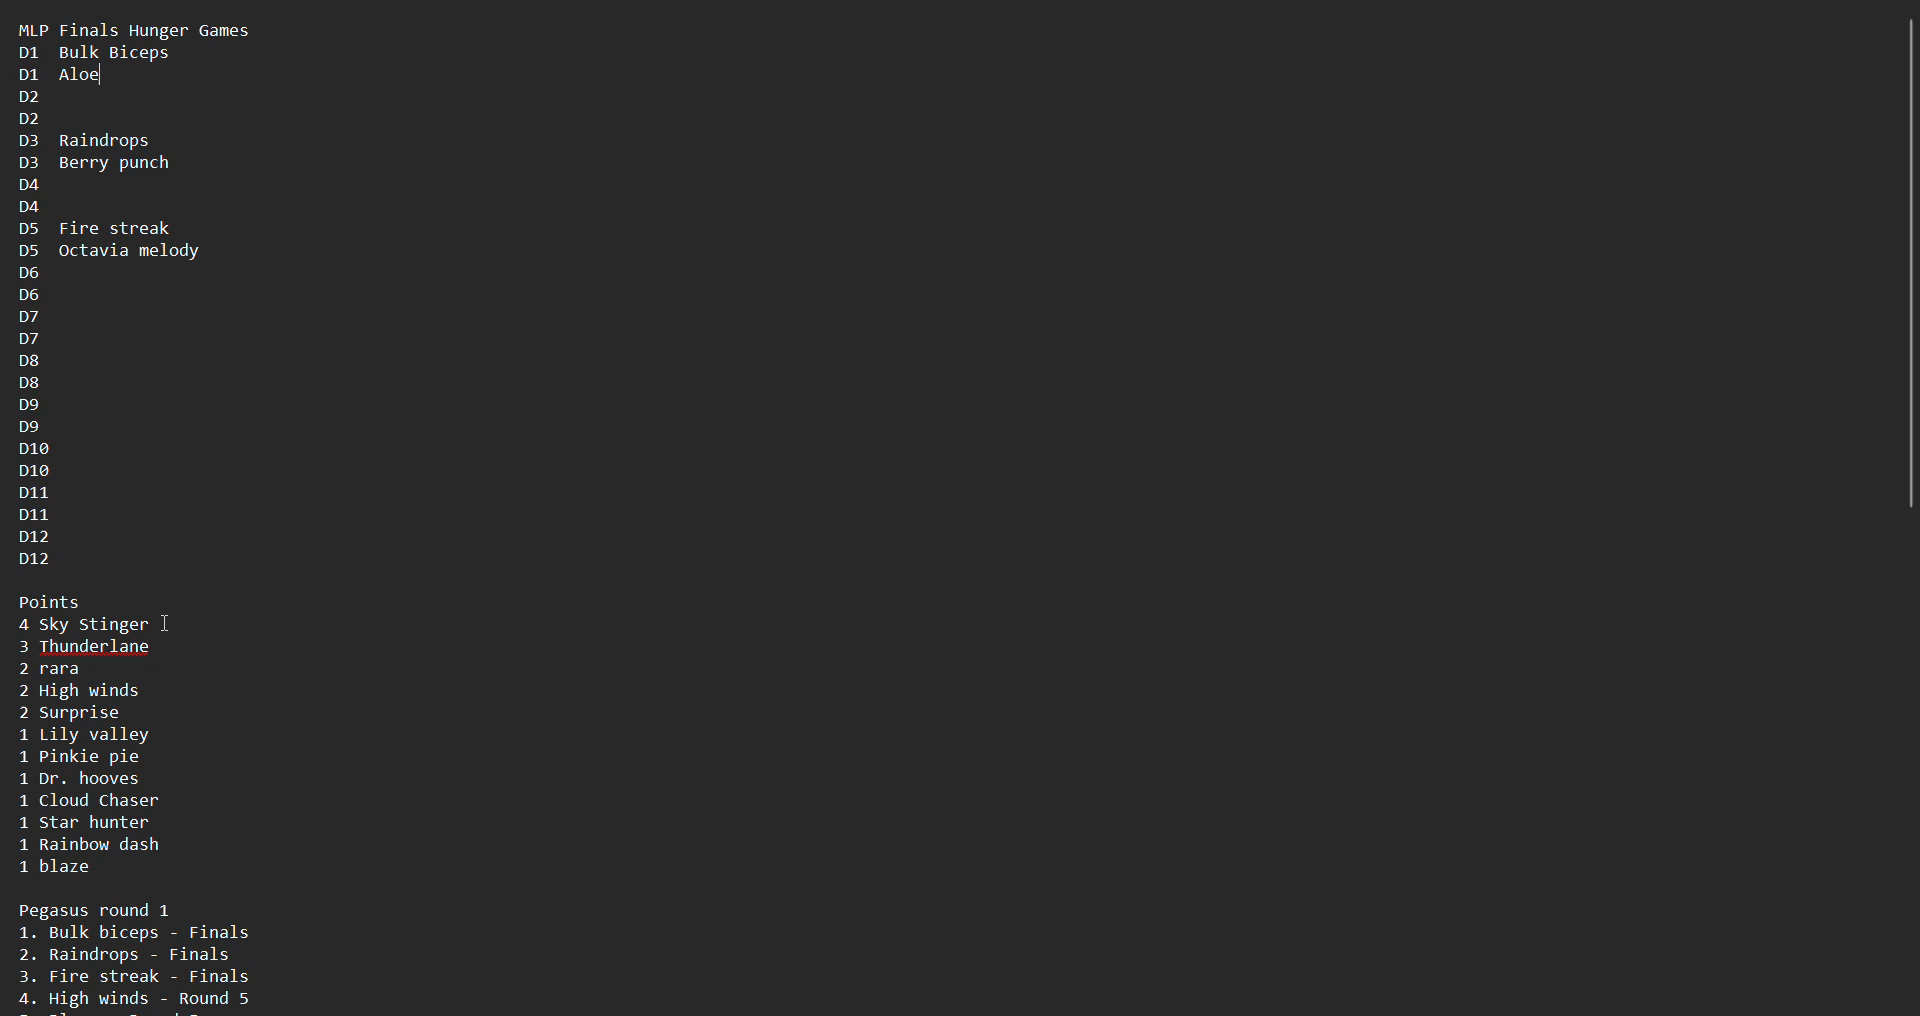 MLP Finals Hunger Games
D1  Bulk Biceps
D1  Aloe
D2
D2
D3  Raindrops
D3  Berry punch
D4
D4
D5  Fire streak
D5  Octavia melody
D6
D6
D7
D7
D8
D8
D9
D9
D10
D10
D11
D11
D12
D12

Points
4 Sky Stinger
3 Thunderlane
2 rara
2 High winds
2 Surprise
1 Lily valley
1 Pinkie pie
1 Dr. hooves
1 Cloud Chaser
1 Star hunter
1 Rainbow dash
1 blaze

Pegasus round 1
1. Bulk biceps - Finals
2. Raindrops - Finals
3. Fire streak - Finals
4. High winds - Round 5